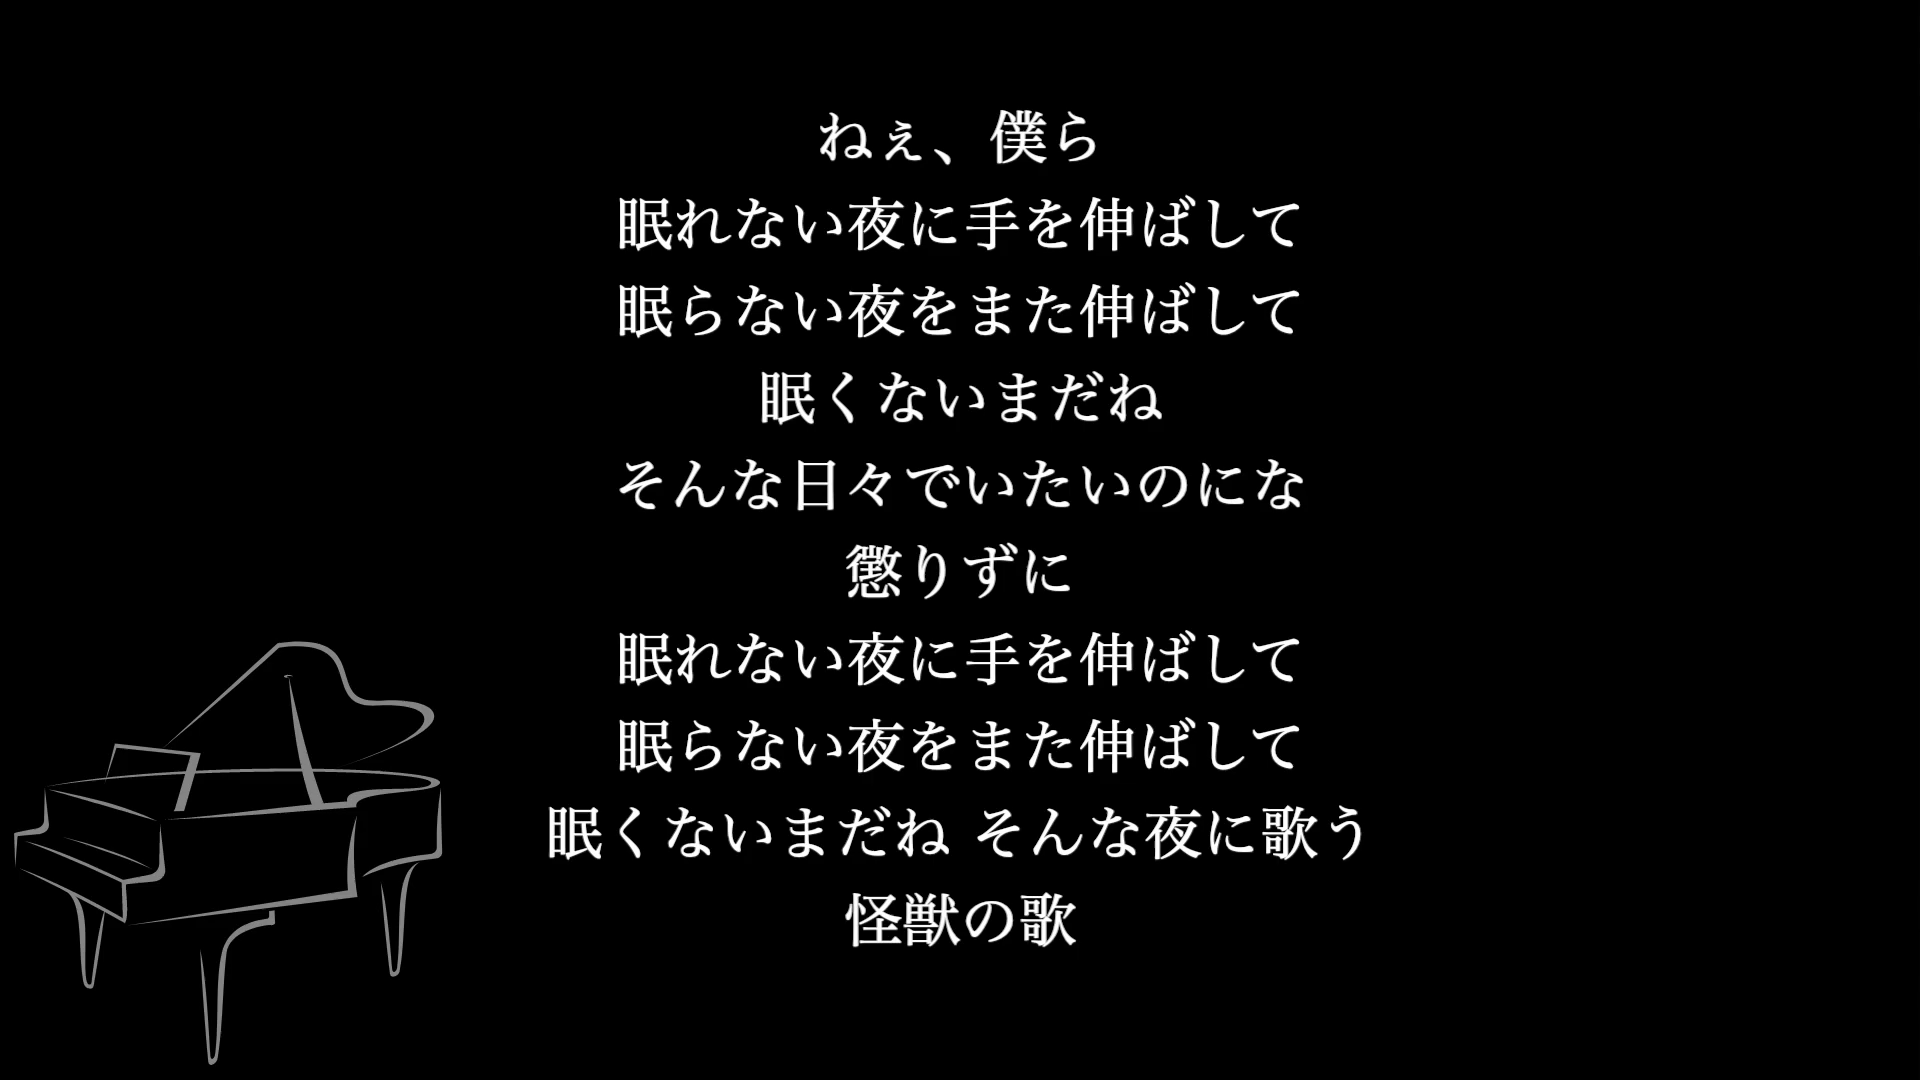 ねぇ、僕ら
眠れない夜に手を伸ばして
眠らない夜をまた伸ばして
眠くないまだね
そんな日々でいたいのにな
懲りずに
眠れない夜に手を伸ばして
眠らない夜をまた伸ばして
眠くないまだね そんな夜に歌う
怪獣の歌